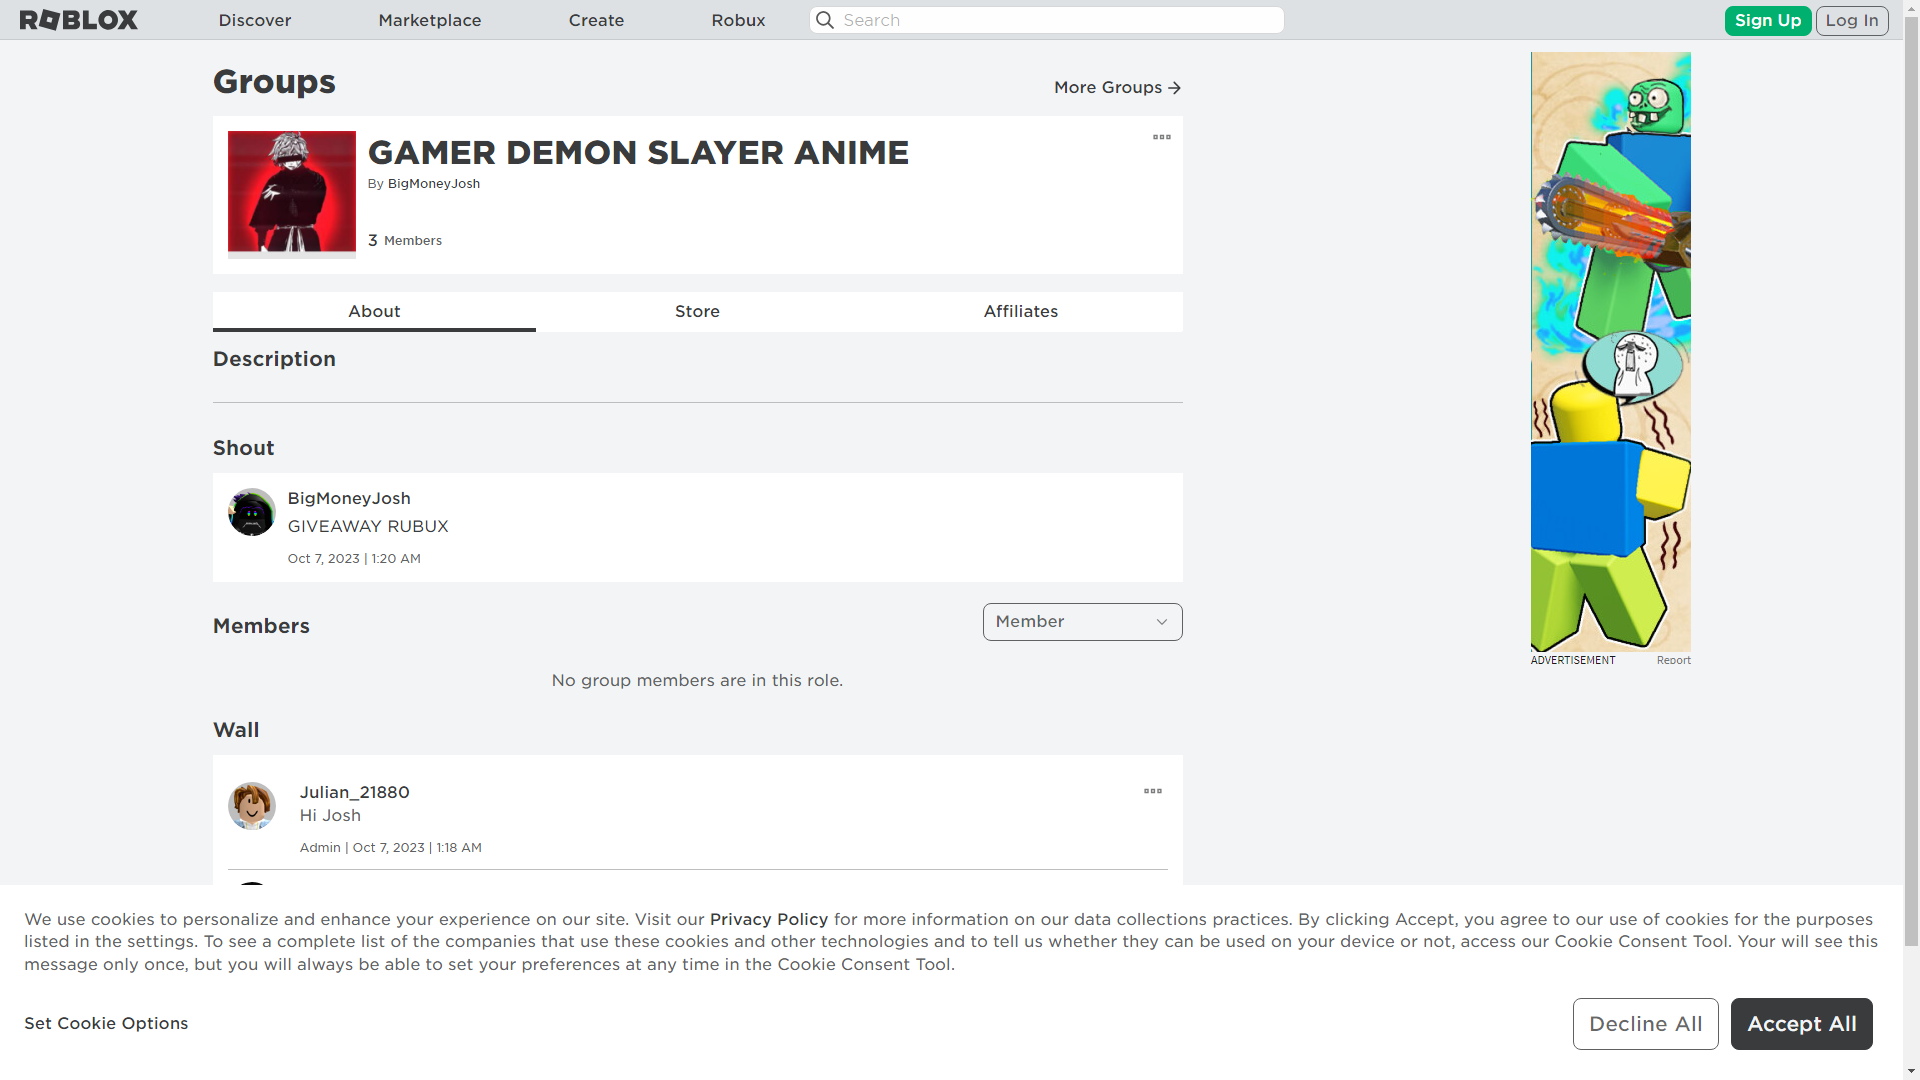 ROBLOX
Discover
Marketplace
Create
Robux
Search
Sign Up
Log In
Groups
More Groups
GAMER DEMON SLAYER ANIME
By BigMoneyJosh
3 Members
About
Store
Affiliates
Description
Shout
BigMoneyJosh
GIVEAWAY RUBUX
Oct 7, 2023 | 1:20 AM
Members
Member
No group members are in this role.
Wall
Julian_21880
Hi Josh
Admin | Oct 7, 2023 | 1:18 AM
ADVERTISEMENT
Report
We use cookies to personalize and enhance your experience on our site. Visit our Privacy Policy for more information on our data collections practices. By clicking Accept, you agree to our use of cookies for the purposes
listed in the settings. To see a complete list of the companies that use these cookies and other technologies and to tell us whether they can be used on your device or not, access our Cookie Consent Tool. Your will see this
message only once, but you will always be able to set your preferences at any time in the Cookie Consent Tool.
Set Cookie Options
Decline All
Accept All